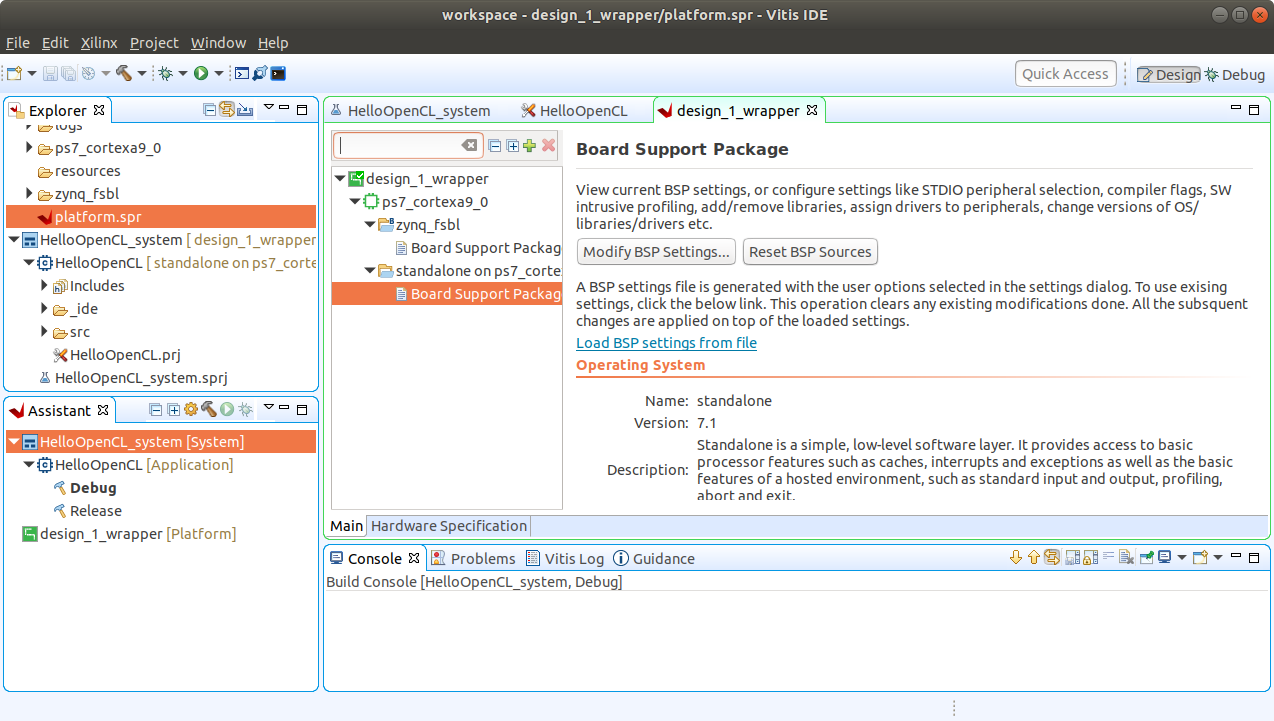 workspace - design_1_wrapper/platform.spr - Vitis IDE
File Edit Xilinx Project Window Help
Quick Access
Design
Debug
Explorer
logs
ps7_cortexa9_0
resources
zynq_fsbl
platform.spr
HelloOpenCL_system [ design_1_wrapper
HelloOpenCL [ standalone on ps7_corte
Includes
_ide
src
HelloOpenCL.prj
HelloOpenCL_system.sprj
Assistant
HelloOpenCL_system [System]
HelloOpenCL [Application]
Debug
Release
design_1_wrapper [Platform]
HelloOpenCL_system
HelloOpenCL
design_1_wrapper
design_1_wrapper
ps7_cortexa9_0
zynq_fsbl
Board Support Packag
standalone on ps7_corte
Board Support Packag
Board Support Package
View current BSP settings, or configure settings like STDIO peripheral selection, compiler flags, SW
intrusive profiling, add/remove libraries, assign drivers to peripherals, change versions of OS/
libraries/drivers etc.
Modify BSP Settings... Reset BSP Sources
A BSP settings file is generated with the user options selected in the settings dialog. To use exising
settings, click the below link. This operation clears any existing modifications done. All the subsquent
changes are applied on top of the loaded settings.
Load BSP settings from file
Operating System
Name: standalone
Version: 7.1
Description: Standalone is a simple, low-level software layer. It provides access to basic
processor features such as caches, interrupts and exceptions as well as the basic
features of a hosted environment, such as standard input and output, profiling,
abort and exit.
Main Hardware Specification
Console Problems Vitis Log Guidance
Build Console [HelloOpenCL_system, Debug]